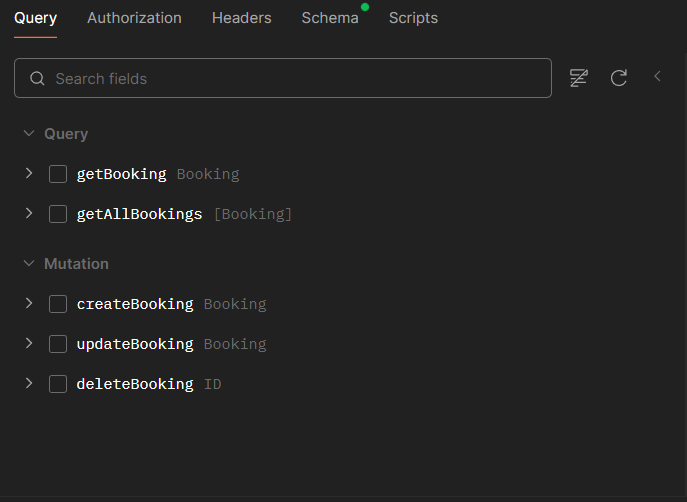 Query Authorization Headers Schema Scripts
Search fields
Query
getBooking Booking
getAllBookings [Booking]
Mutation
createBooking Booking
updateBooking Booking
deleteBooking ID